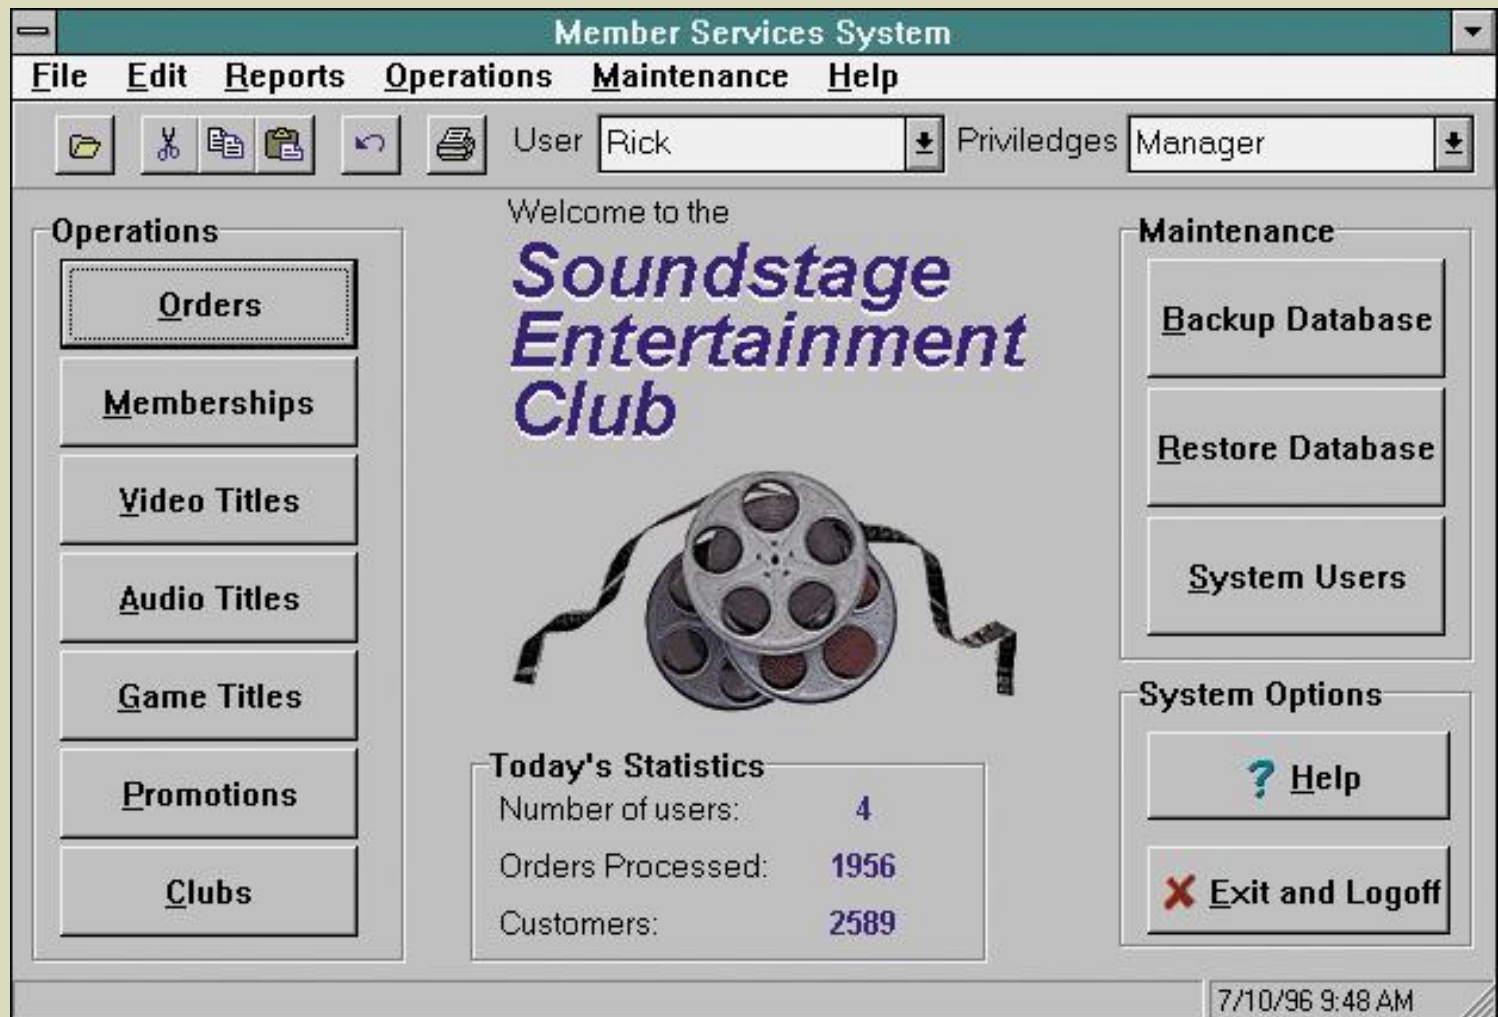 Member Services System
File Edit Reports Operations Maintenance Help
User Rick Priviledges Manager
Operations
Orders
Memberships
Video Titles
Audio Titles
Game Titles
Promotions
Clubs
Welcome to the
Soundstage
Entertainment
Club
Today's Statistics
Number of users: 4
Orders Processed: 1956
Customers: 2589
Maintenance
Backup Database
Restore Database
System Users
System Options
? Help
Exit and Logoff
7/10/96 9:48 AM